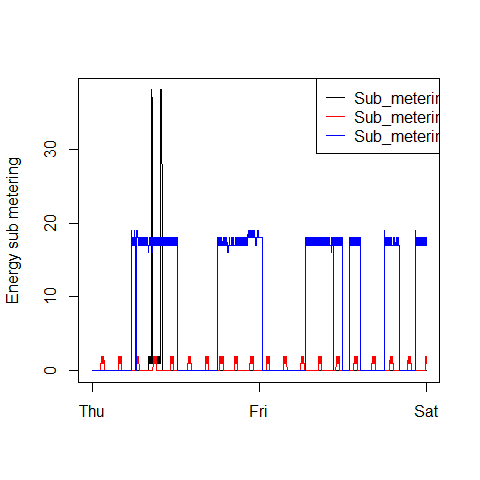 Sub_meterin
Sub_meterin
Sub_meterin
Energy sub metering
30
20
10
0
Thu Fri Sat